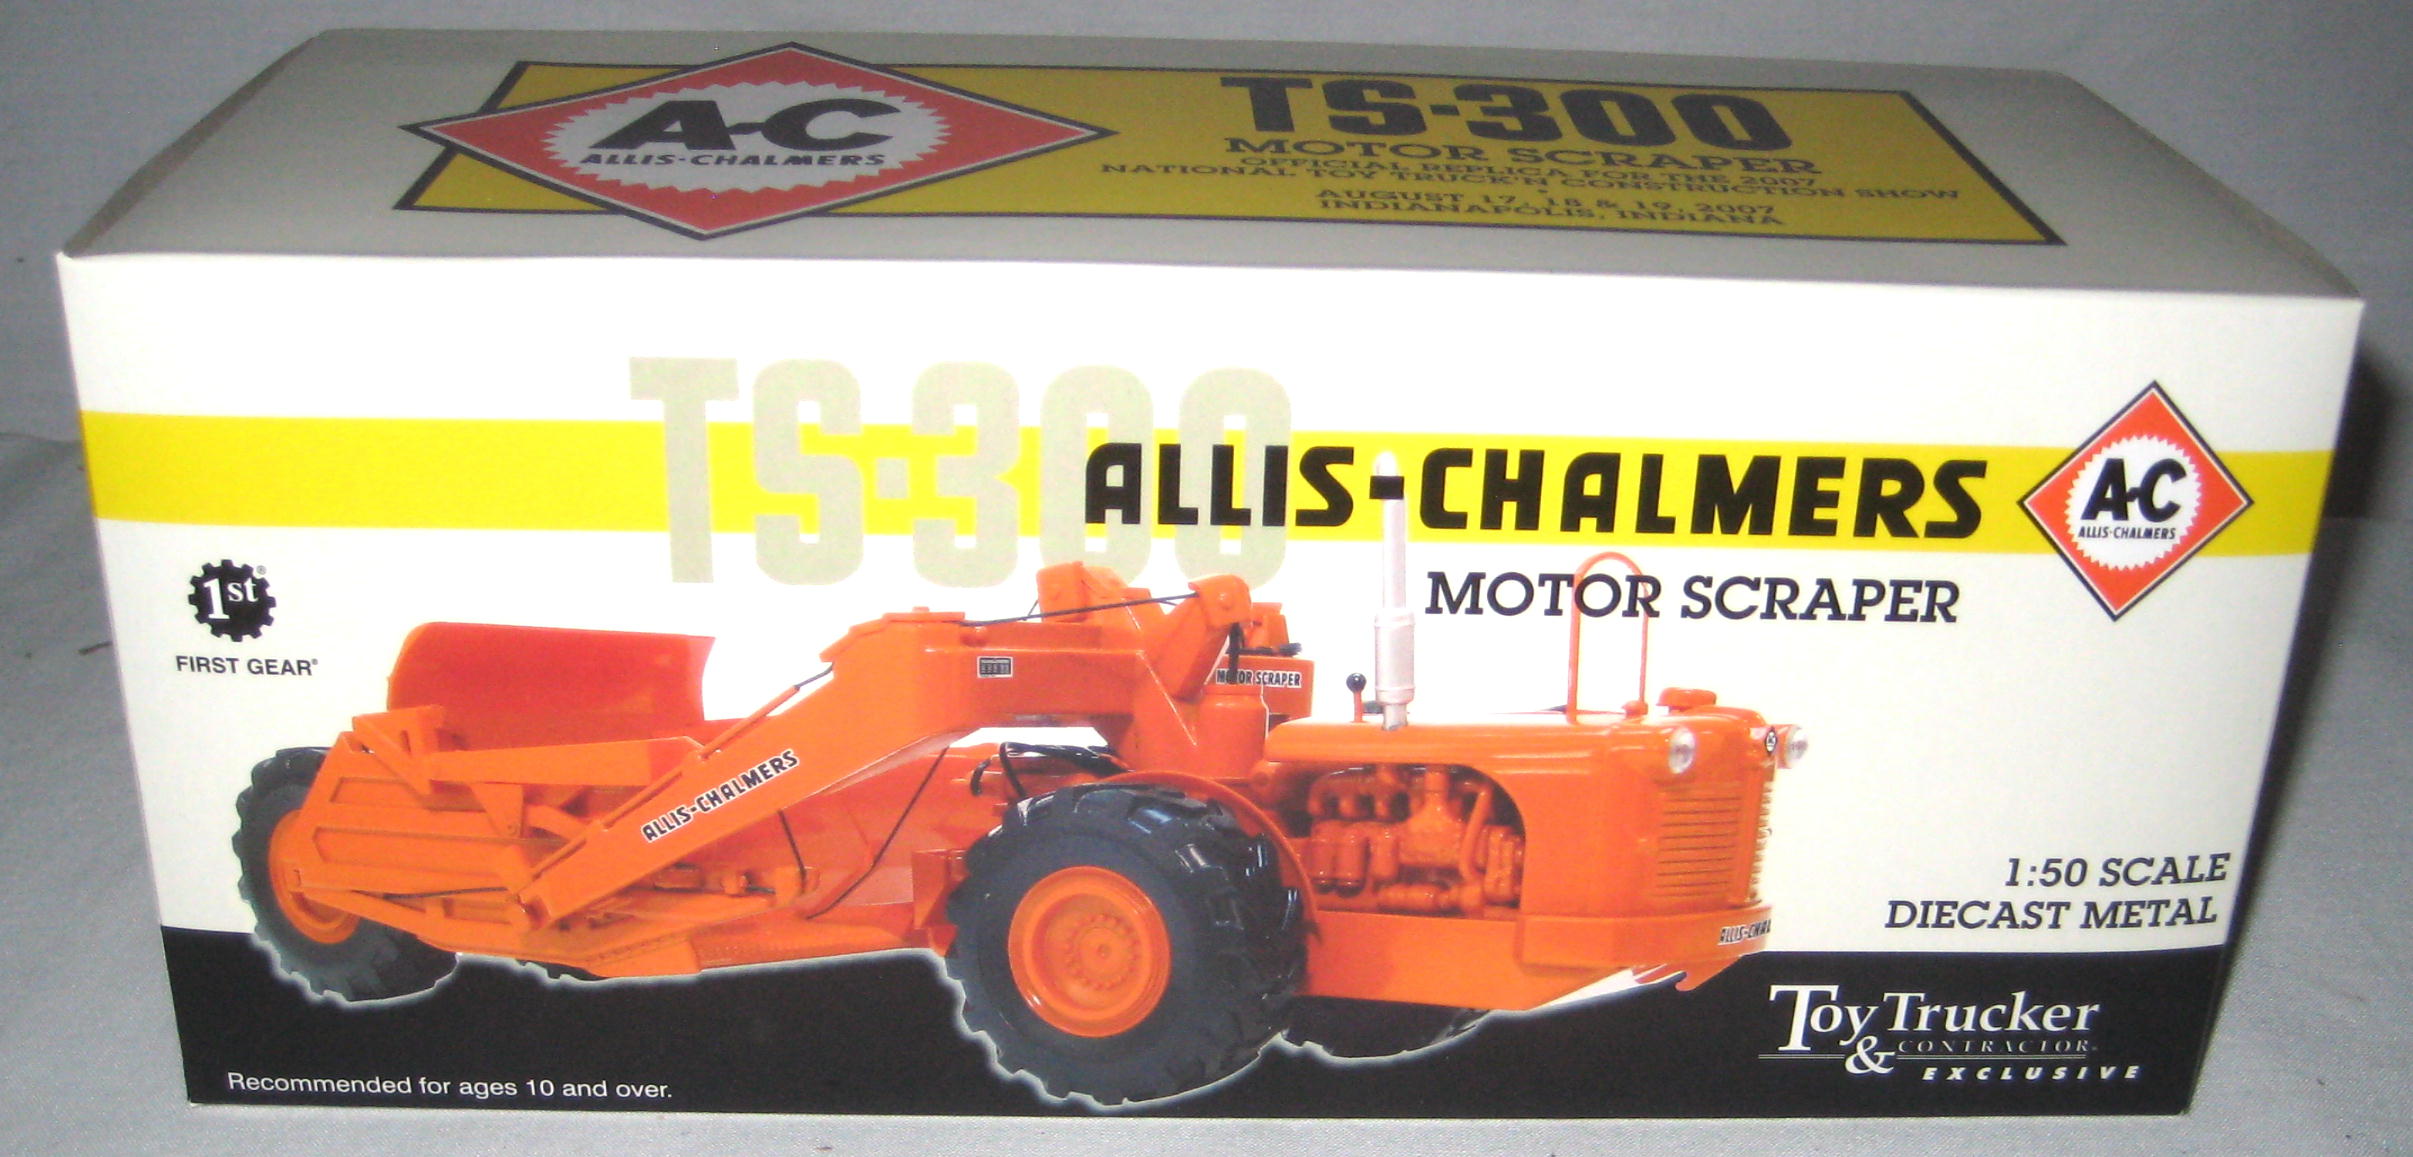 A-C
ALLIS-CHALMERS
TS-300
MOTOR SCRAPER
OFFICIAL REPLICA FOR THE 2007
NATIONAL TOY TRUCK'N' CONSTRUCTION SHOW
AUGUST 17, 18 & 19, 2007
INDIANAPOLIS, INDIANA
TS-300
ALLIS-CHALMERS
A-C
ALLIS-CHALMERS
MOTOR SCRAPER
1st®
FIRST GEAR®
MOTOR SCRAPER
ALLIS-CHALMERS
ALLIS-CHAL
1:50 SCALE
DIECAST METAL
Toy Trucker
& CONTRACTOR®
EXCLUSIVE
Recommended for ages 10 and over.